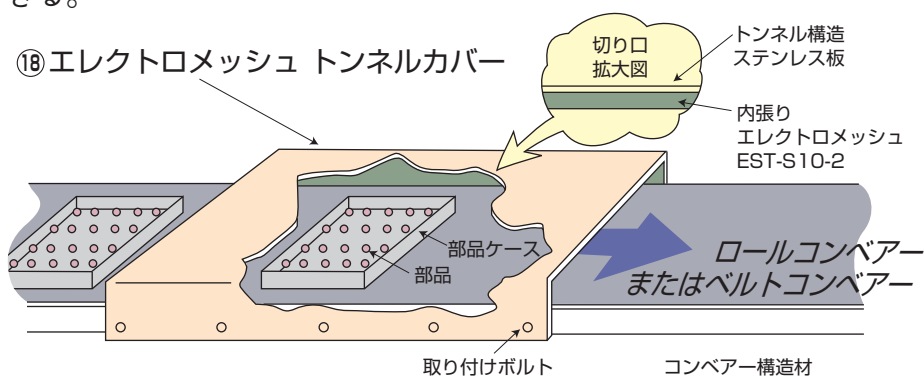 きる。
⑱エレクトロメッシュ トンネルカバー
切り口
拡大図
トンネル構造
ステンレス板
内張り
エレクトロメッシュ
EST-S10-2
部品ケース
部品
ロールコンベアー
またはベルトコンベアー
取り付けボルト
コンベアー構造材